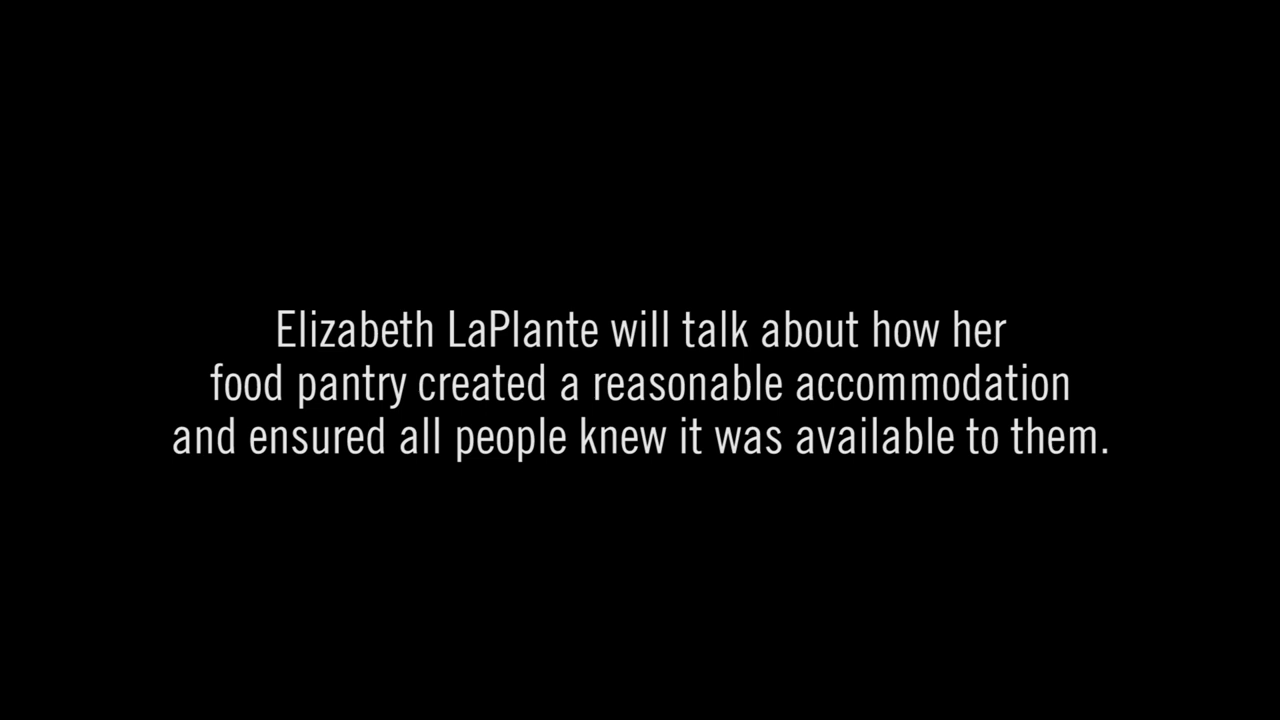 Elizabeth LaPlante will talk about how her
food pantry created a reasonable accommodation
and ensured all people knew it was available to them.